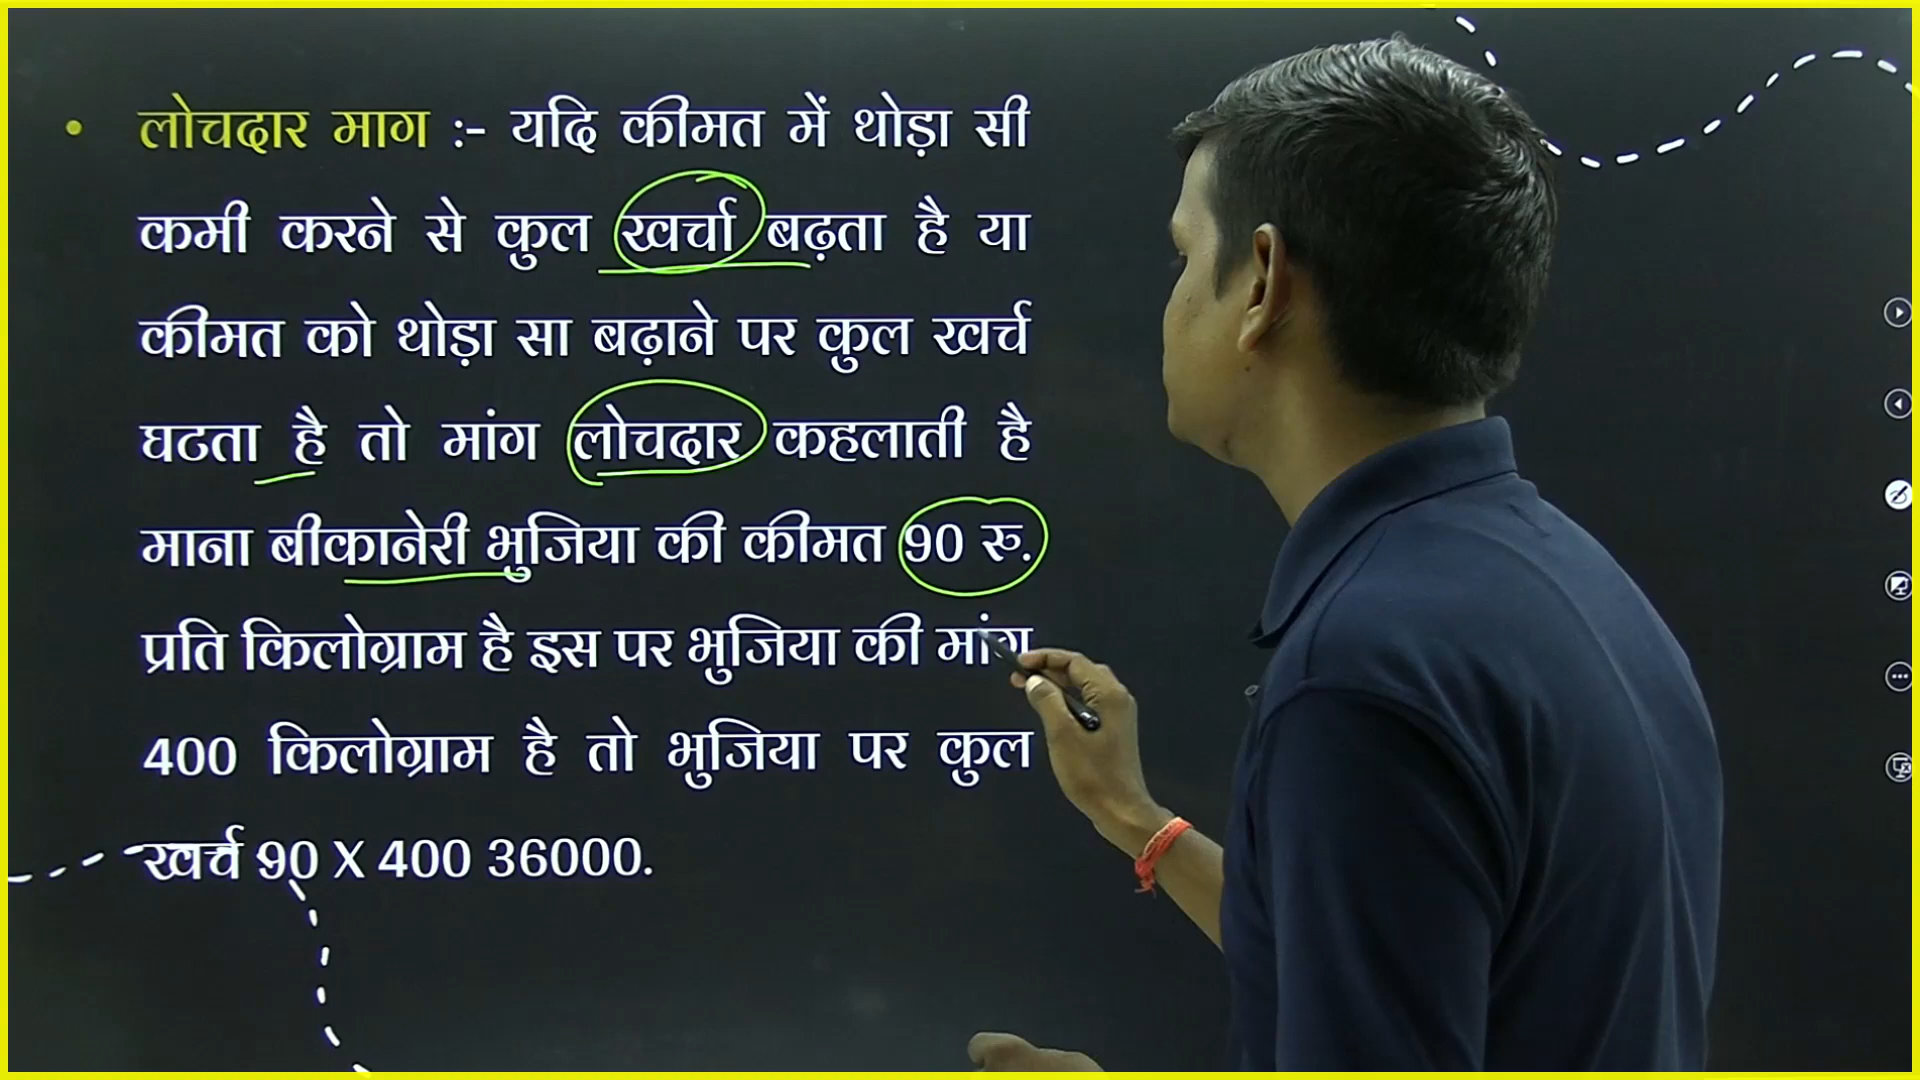 • लोचदार माग :- यदि कीमत में थोड़ा सी
कमी करने से कुल खर्चा बढ़ता है या
कीमत को थोड़ा सा बढ़ाने पर कुल खर्च
घटता है तो मांग लोचदार कहलाती है
माना बीकानेरी भुजिया की कीमत 90 रु.
प्रति किलोग्राम है इस पर भुजिया की मांग
400 किलोग्राम है तो भुजिया पर कुल
खर्च 90 X 400 36000.